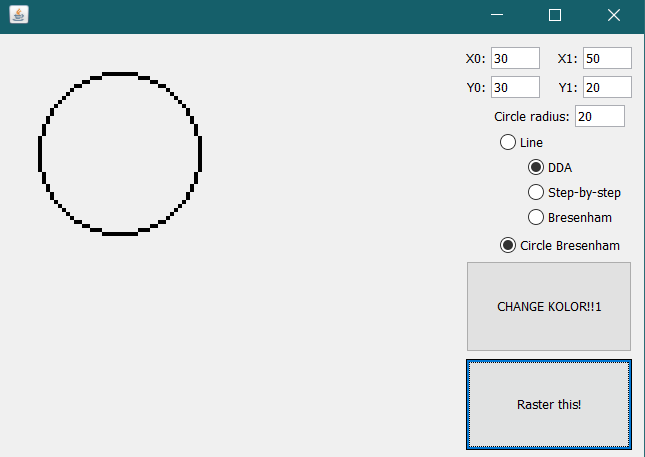 X0: 30 X1: 50
Y0: 30 Y1: 20
Circle radius: 20
Line
DDA
Step-by-step
Bresenham
Circle Bresenham
CHANGE KOLOR!!1
Raster this!